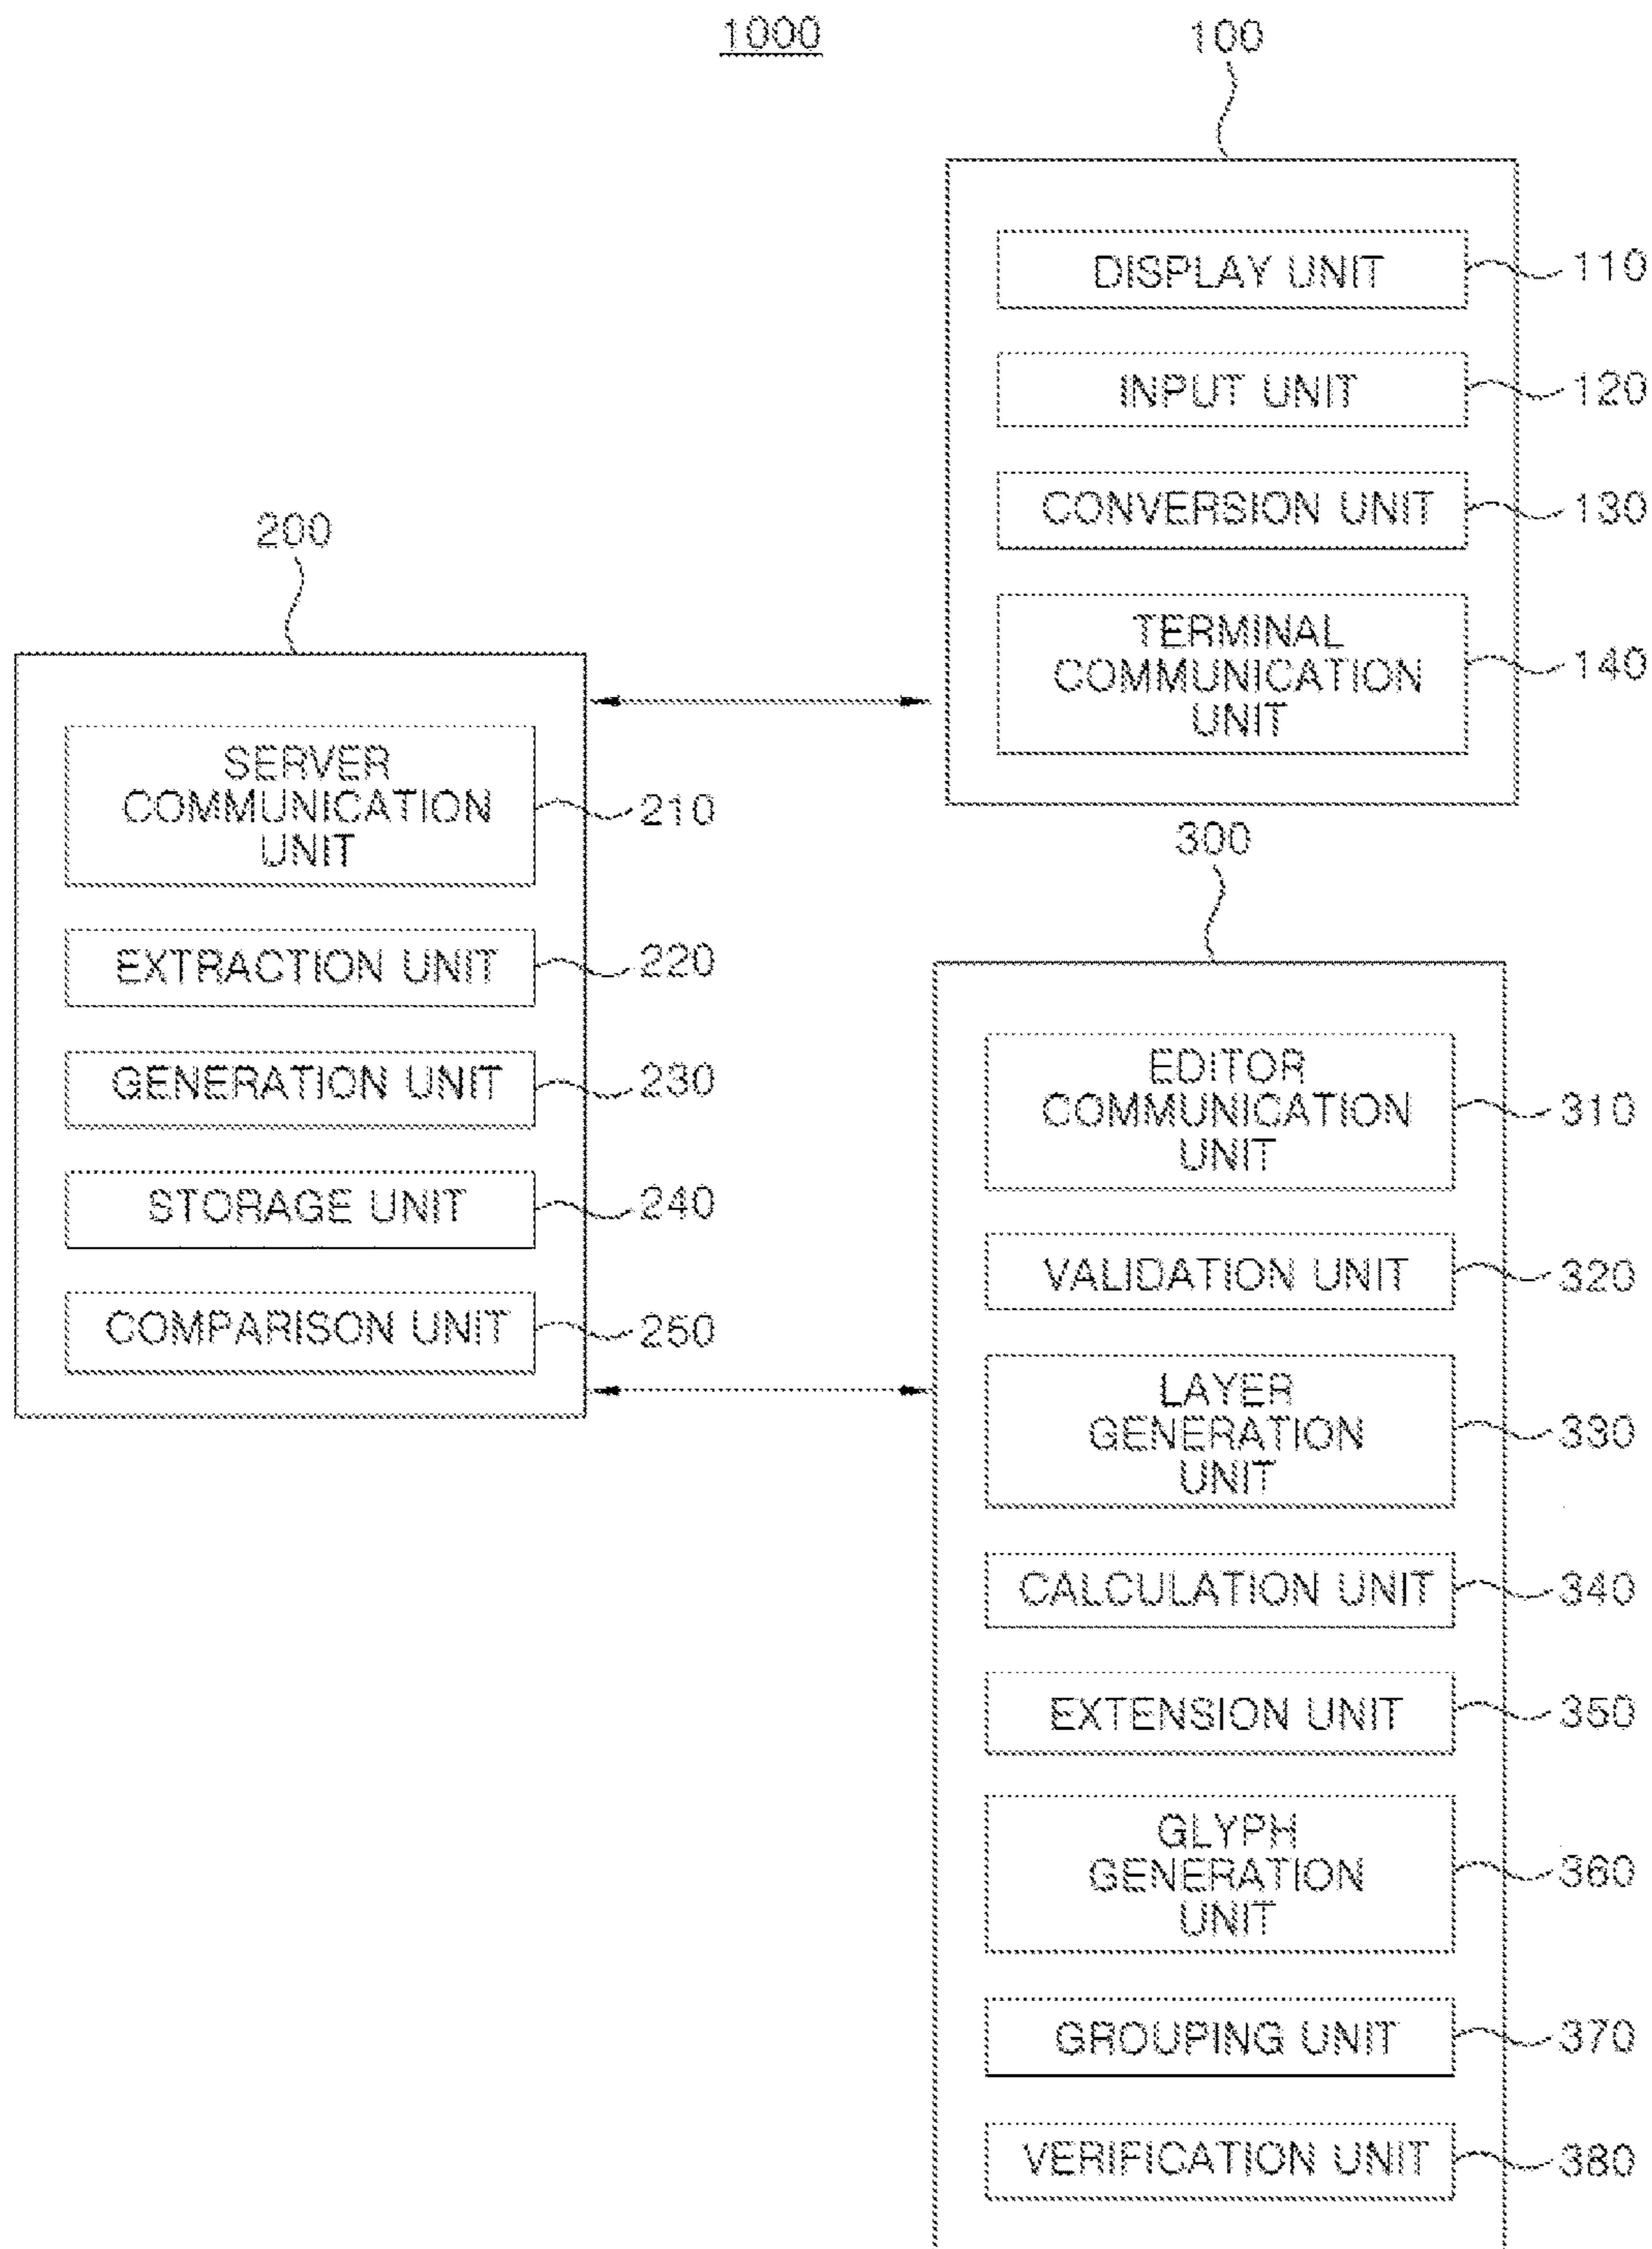 1000
100
DISPLAY UNIT
110
INPUT UNIT
120
CONVERSION UNIT
130
TERMINAL
COMMUNICATION
UNIT
140
200
SERVER
COMMUNICATION
UNIT
210
EXTRACTION UNIT
220
GENERATION UNIT
230
STORAGE UNIT
240
COMPARISON UNIT
250
300
EDITOR
COMMUNICATION
UNIT
310
VALIDATION UNIT
320
LAYER
GENERATION
UNIT
330
CALCULATION UNIT
340
EXTENSION UNIT
350
GLYPH
GENERATION
UNIT
360
GROUPING UNIT
370
VERIFICATION UNIT
380